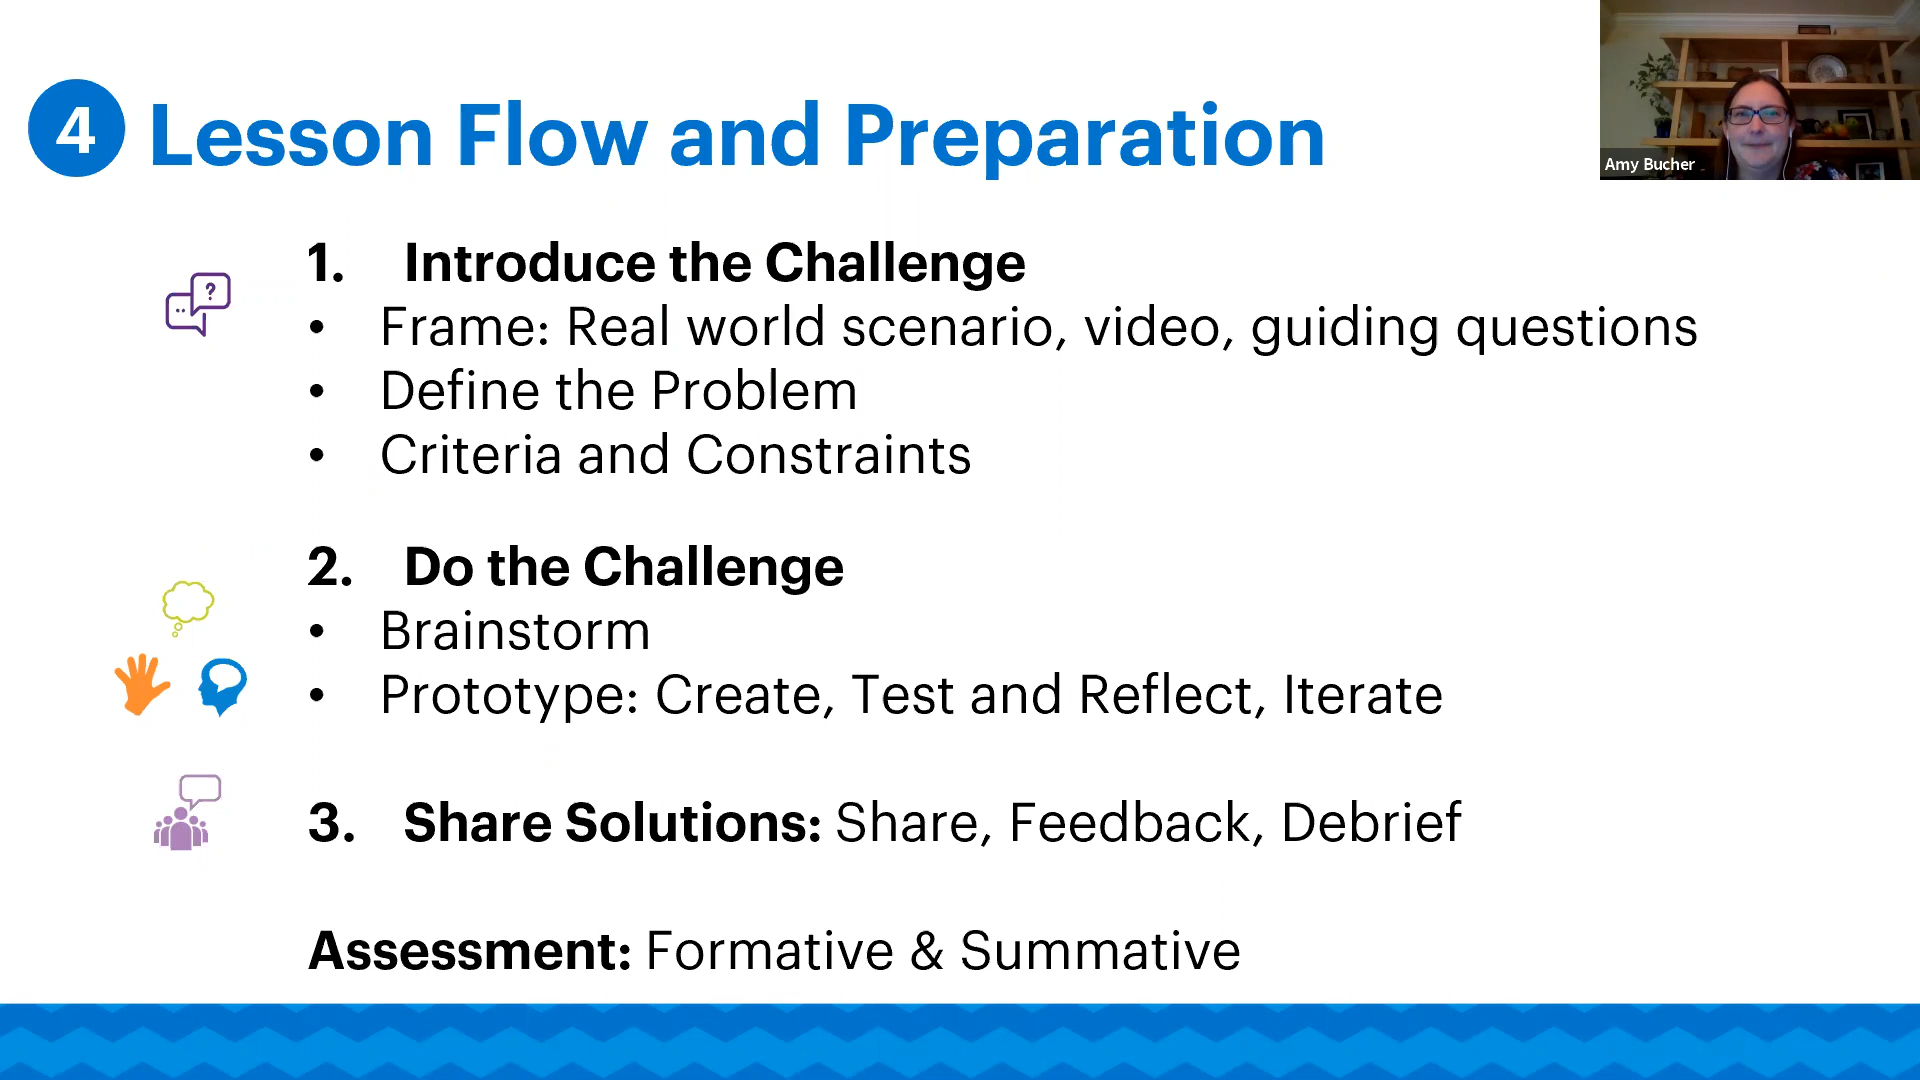 4 Lesson Flow and Preparation
Amy Bucher
1. Introduce the Challenge
• Frame: Real world scenario, video, guiding questions
• Define the Problem
• Criteria and Constraints
?
2. Do the Challenge
• Brainstorm
• Prototype: Create, Test and Reflect, Iterate
3. Share Solutions: Share, Feedback, Debrief
Assessment: Formative & Summative